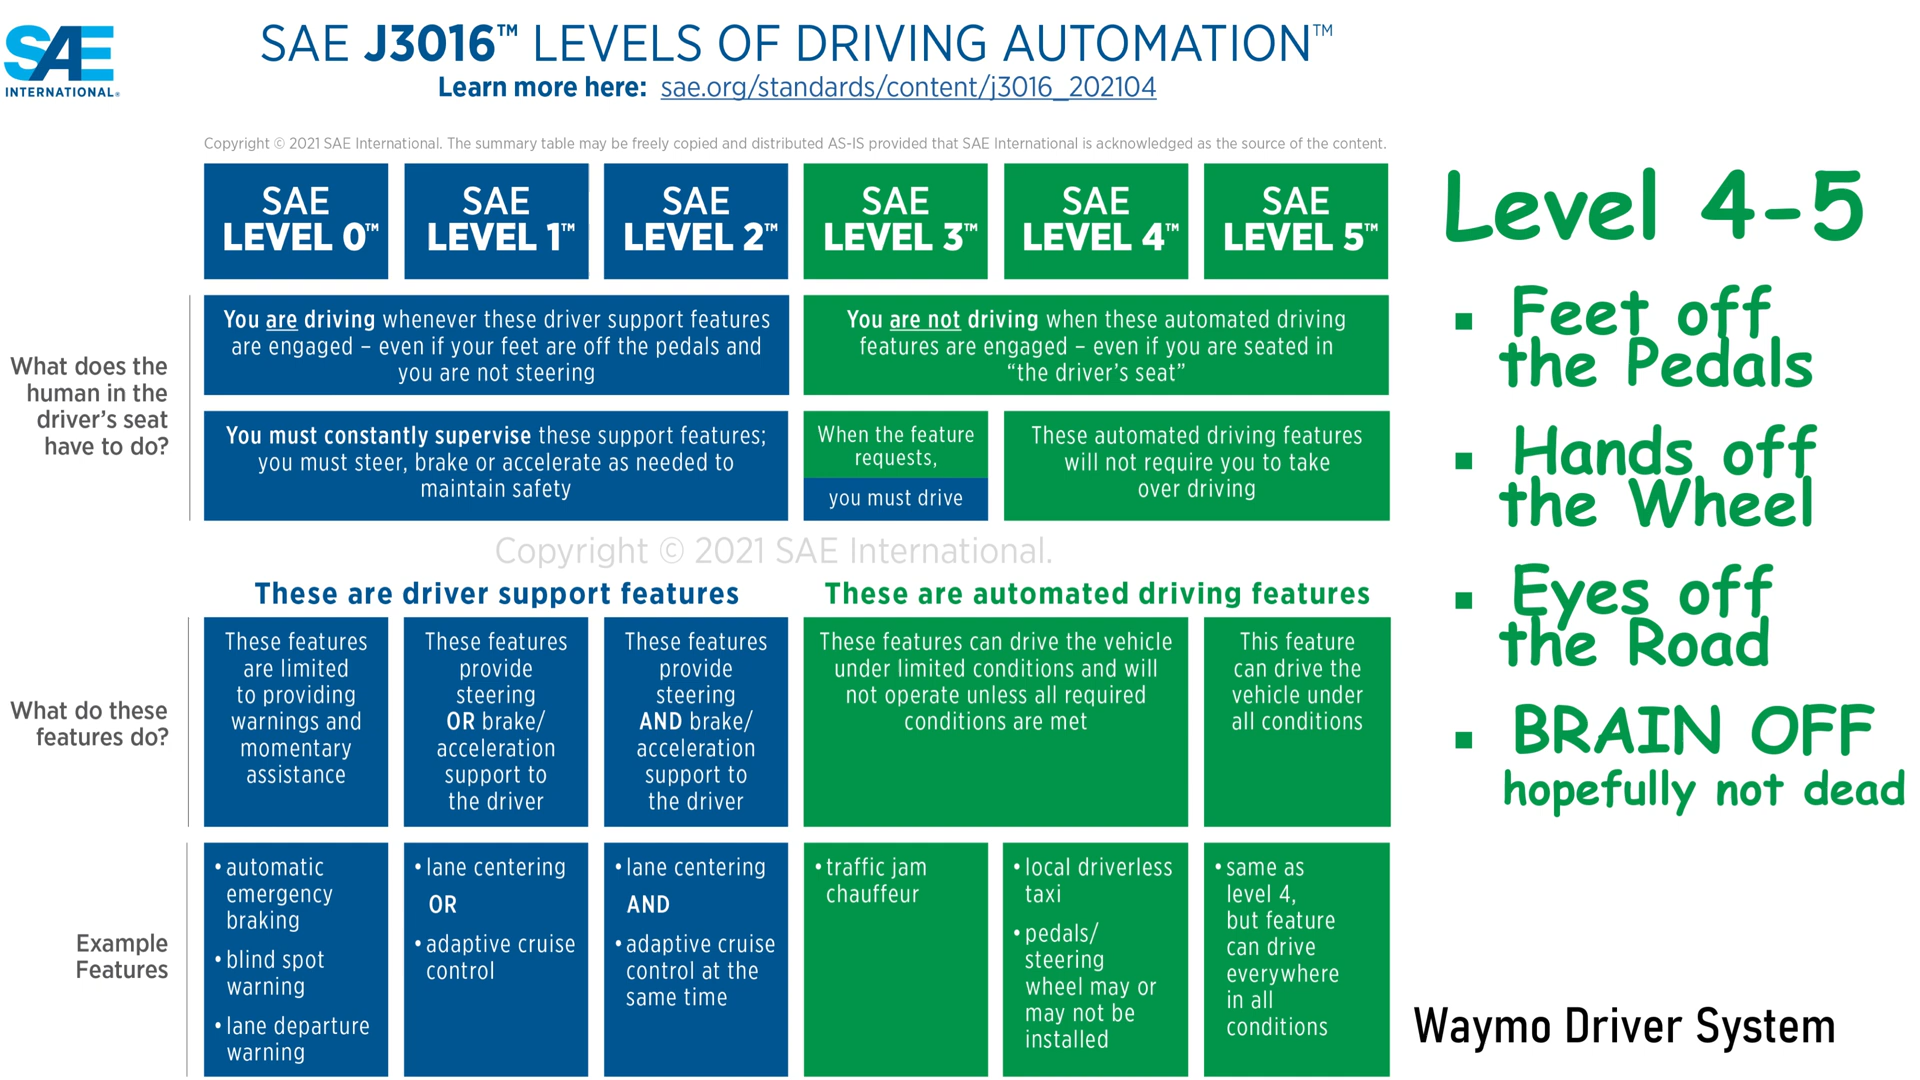 SAE
INTERNATIONAL®
SAE J3016™ LEVELS OF DRIVING AUTOMATION™
Learn more here: sae.org/standards/content/j3016_202104
Copyright © 2021 SAE International. The summary table may be freely copied and distributed AS-IS provided that SAE International is acknowledged as the source of the content.
SAE
LEVEL 0™
SAE
LEVEL 1™
SAE
LEVEL 2™
SAE
LEVEL 3™
SAE
LEVEL 4™
SAE
LEVEL 5™
What does the
human in the
driver's seat
have to do?
You are driving whenever these driver support features
are engaged – even if your feet are off the pedals and
you are not steering
You are not driving when these automated driving
features are engaged – even if you are seated in
“the driver’s seat”
You must constantly supervise these support features;
you must steer, brake or accelerate as needed to
maintain safety
When the feature
requests,
you must drive
These automated driving features
will not require you to take
over driving
Copyright © 2021 SAE International.
These are driver support features
These are automated driving features
What do these
features do?
These features
are limited
to providing
warnings and
momentary
assistance
These features
provide
steering
OR brake/
acceleration
support to
the driver
These features
provide
steering
AND brake/
acceleration
support to
the driver
These features can drive the vehicle
under limited conditions and will
not operate unless all required
conditions are met
This feature
can drive the
vehicle under
all conditions
Example
Features
• automatic
emergency
braking
• blind spot
warning
• lane departure
warning
• lane centering
OR
• adaptive cruise
control
• lane centering
AND
• adaptive cruise
control at the
same time
• traffic jam
chauffeur
• local driverless
taxi
• pedals/
steering
wheel may or
may not be
installed
• same as
level 4,
but feature
can drive
everywhere
in all
conditions
Level 4-5
▪ Feet off
the Pedals
▪ Hands off
the Wheel
▪ Eyes off
the Road
▪ BRAIN OFF
hopefully not dead
Waymo Driver System